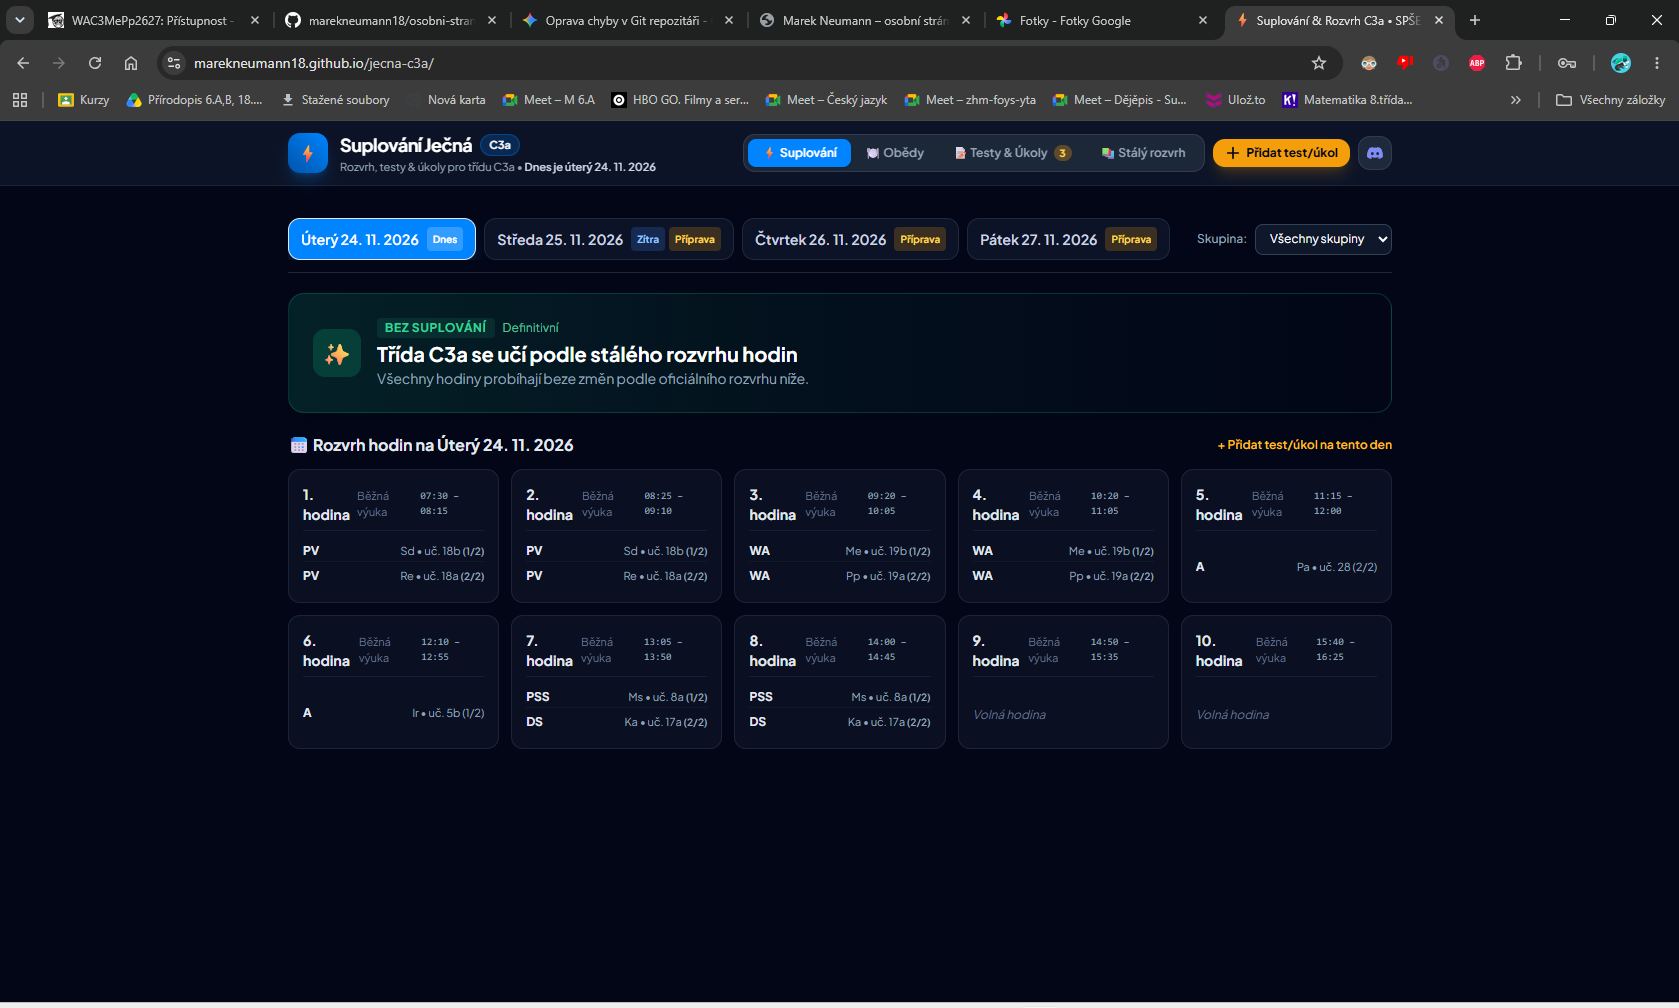 WAC3MePp2627: Přístupnost -
marekneumann18/osobni-stran
Oprava chyby v Git repozitáři -
Marek Neumann – osobní strán
Fotky - Fotky Google
Suplování & Rozvrh C3a • SPŠE
marekneumann18.github.io/jecna-c3a/
ABP
Kurzy
Přírodopis 6.A,B, 18....
Stažené soubory
Nová karta
Meet – M 6.A
HBO GO. Filmy a ser...
Meet – Český jazyk
Meet – zhm-foys-yta
Meet – Dějěpis - Su...
Ulož.to
K!
Matematika 8.třída...
»
Všechny záložky
Suplování Ječná
C3a
Rozvrh, testy & úkoly pro třídu C3a • Dnes je úterý 24. 11. 2026
Suplování
Obědy
Testy & Úkoly 3
Stálý rozvrh
+ Přidat test/úkol
Úterý 24. 11. 2026 Dnes
Středa 25. 11. 2026 Zítra Příprava
Čtvrtek 26. 11. 2026 Příprava
Pátek 27. 11. 2026 Příprava
Skupina:
Všechny skupiny
BEZ SUPLOVÁNÍ Definitivní
Třída C3a se učí podle stálého rozvrhu hodin
Všechny hodiny probíhají beze změn podle oficiálního rozvrhu níže.
Rozvrh hodin na Úterý 24. 11. 2026
+ Přidat test/úkol na tento den
1. hodina
Běžná výuka
07:30 – 08:15
PV Sd • uč. 18b (1/2)
PV Re • uč. 18a (2/2)
2. hodina
Běžná výuka
08:25 – 09:10
PV Sd • uč. 18b (1/2)
PV Re • uč. 18a (2/2)
3. hodina
Běžná výuka
09:20 – 10:05
WA Me • uč. 19b (1/2)
WA Pp • uč. 19a (2/2)
4. hodina
Běžná výuka
10:20 – 11:05
WA Me • uč. 19b (1/2)
WA Pp • uč. 19a (2/2)
5. hodina
Běžná výuka
11:15 – 12:00
A Pa • uč. 28 (2/2)
6. hodina
Běžná výuka
12:10 – 12:55
A Ir • uč. 5b (1/2)
7. hodina
Běžná výuka
13:05 – 13:50
PSS Ms • uč. 8a (1/2)
DS Ka • uč. 17a (2/2)
8. hodina
Běžná výuka
14:00 – 14:45
PSS Ms • uč. 8a (1/2)
DS Ka • uč. 17a (2/2)
9. hodina
Běžná výuka
14:50 – 15:35
Volná hodina
10. hodina
Běžná výuka
15:40 – 16:25
Volná hodina